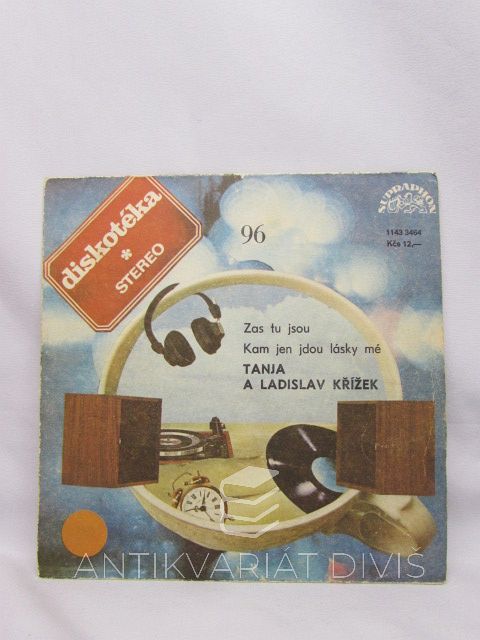 diskotéka
*
STEREO
96
SUPRAPHON
1143 3464
Kčs 12,—
Zas tu jsou
Kam jen jdou lásky mé
TANJA
A LADISLAV KŘÍŽEK
ANTIKVARIÁT DIVIŠ